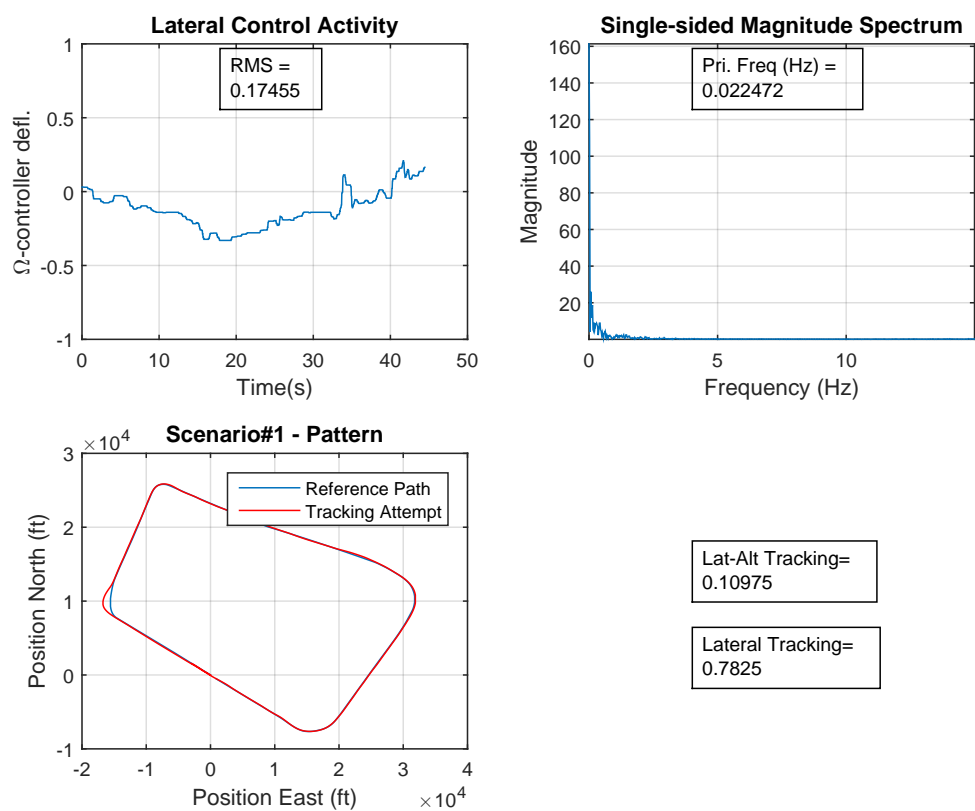 Lateral Control Activity
RMS =
0.17455
1
0.5
0
-0.5
-1
Ω-controller defl.
0
10
20
30
40
50
Time(s)
Single-sided Magnitude Spectrum
Pri. Freq (Hz) =
0.022472
160
140
120
100
80
60
40
20
Magnitude
0
5
10
Frequency (Hz)
Scenario#1 - Pattern
×10⁴
3
2
1
0
-1
Position North (ft)
Reference Path
Tracking Attempt
-2
-1
0
1
2
3
4
Position East (ft)
×10⁴
Lat-Alt Tracking=
0.10975
Lateral Tracking=
0.7825